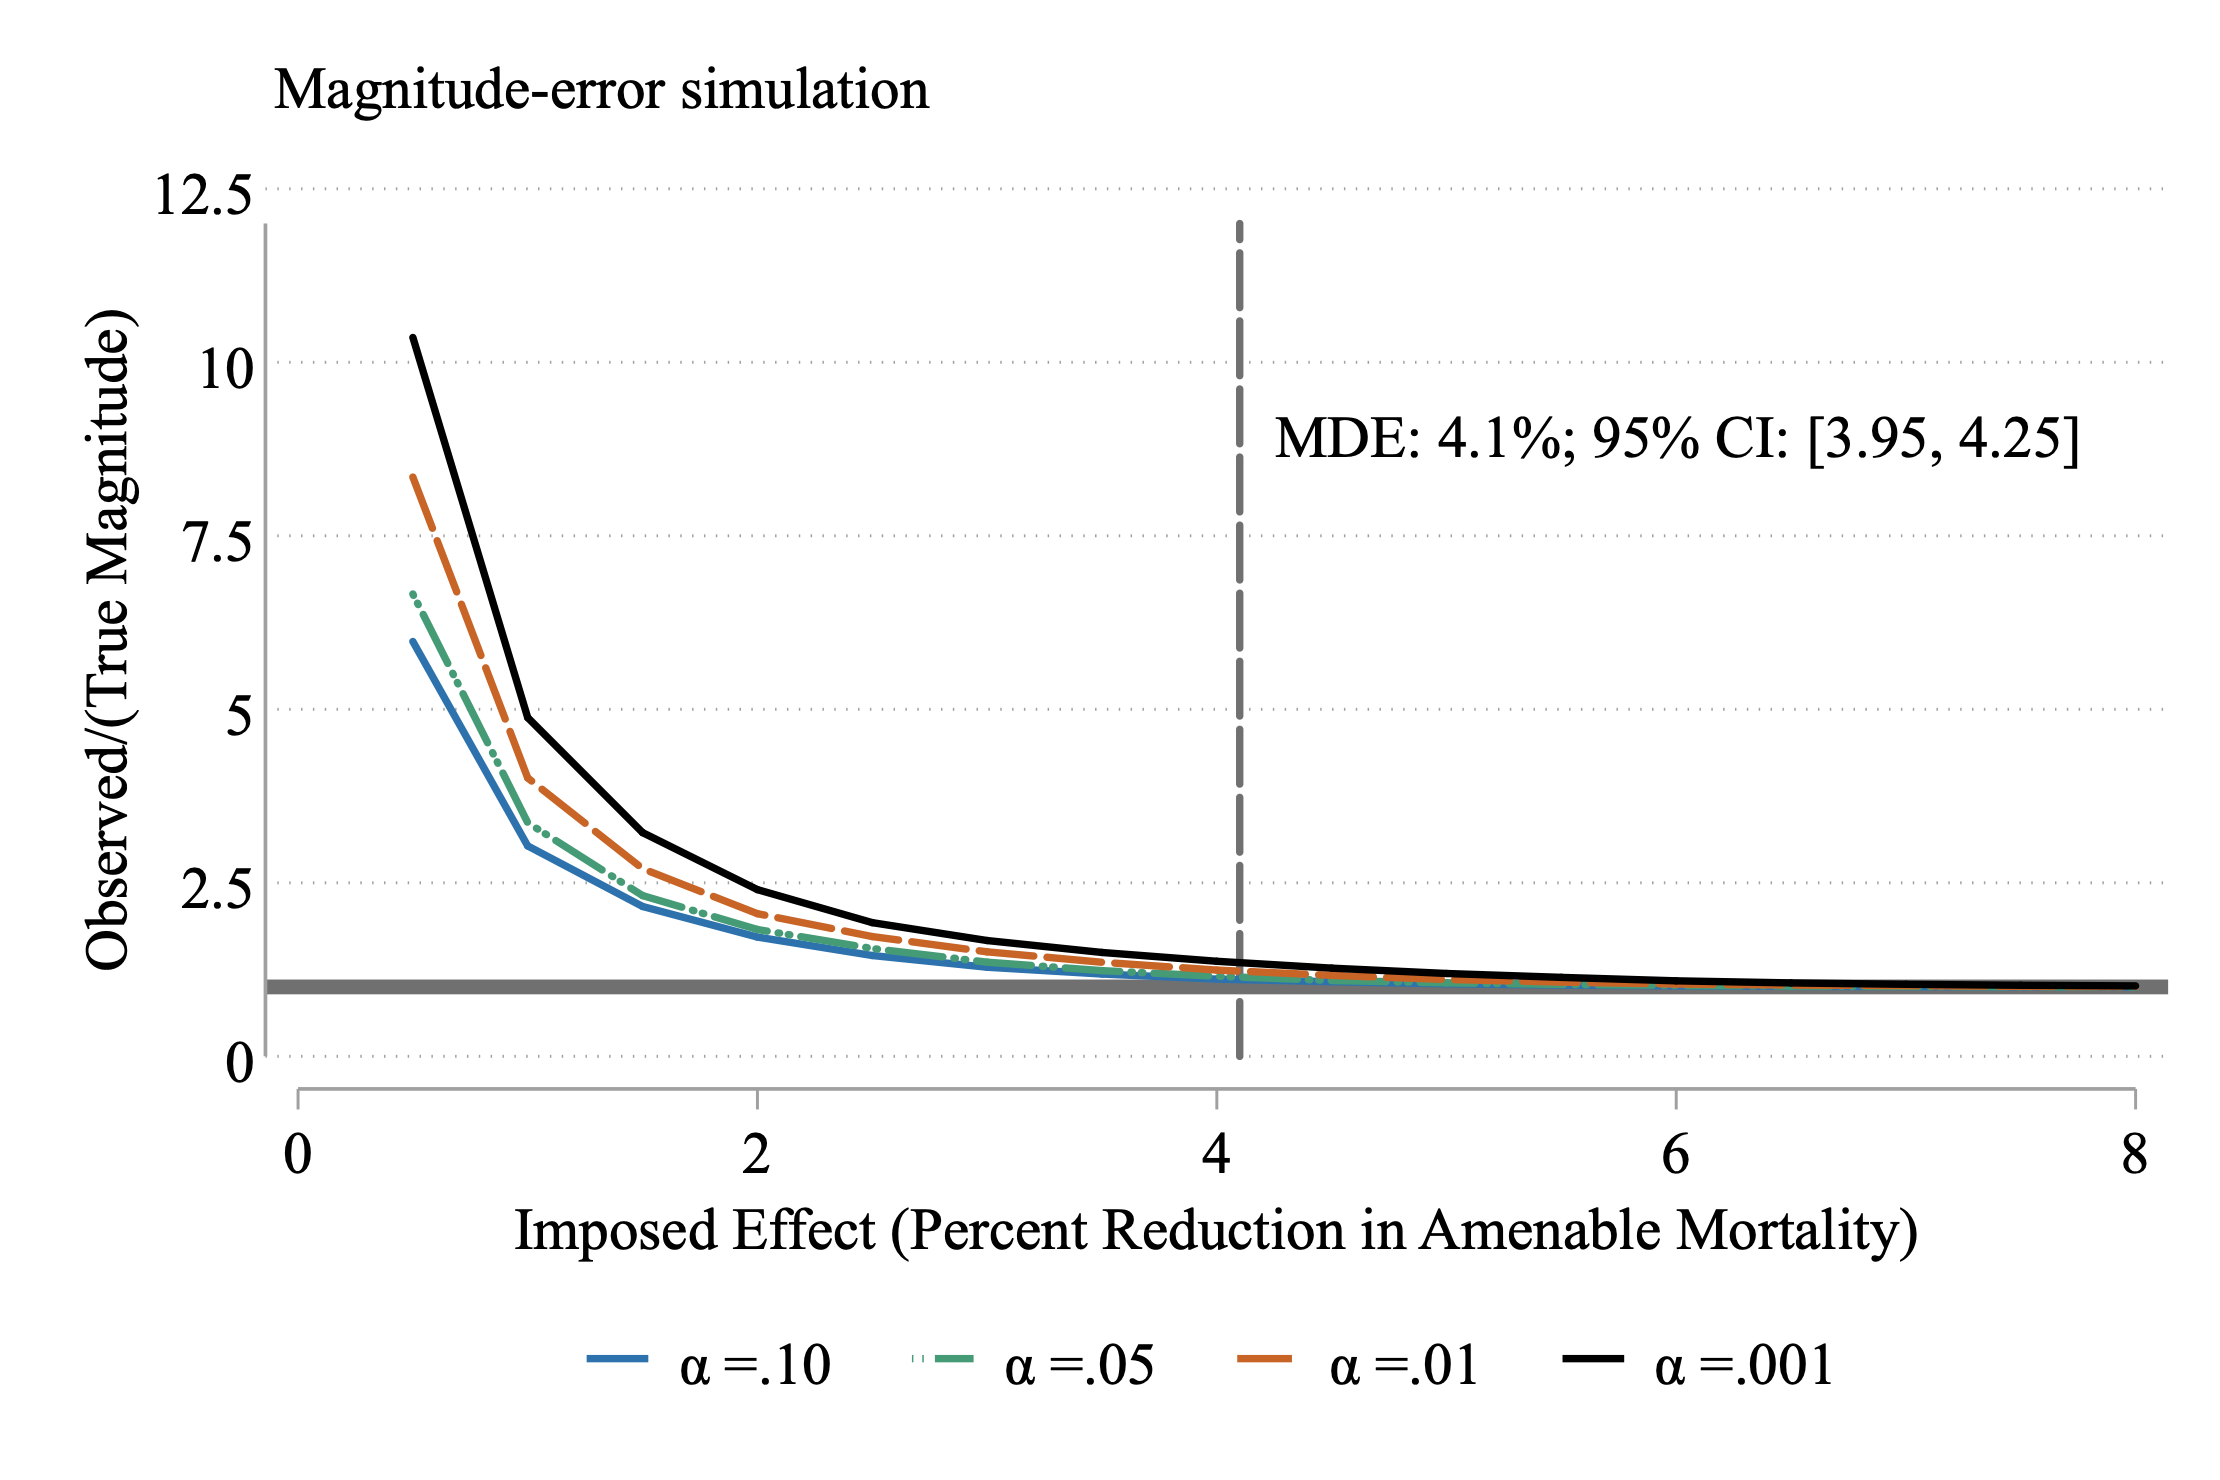 Magnitude-error simulation
12.5
10
7.5
5
2.5
0
Observed/(True Magnitude)
MDE: 4.1%; 95% CI: [3.95, 4.25]
0 2 4 6 8
Imposed Effect (Percent Reduction in Amenable Mortality)
α =.10 α =.05 α =.01 α =.001